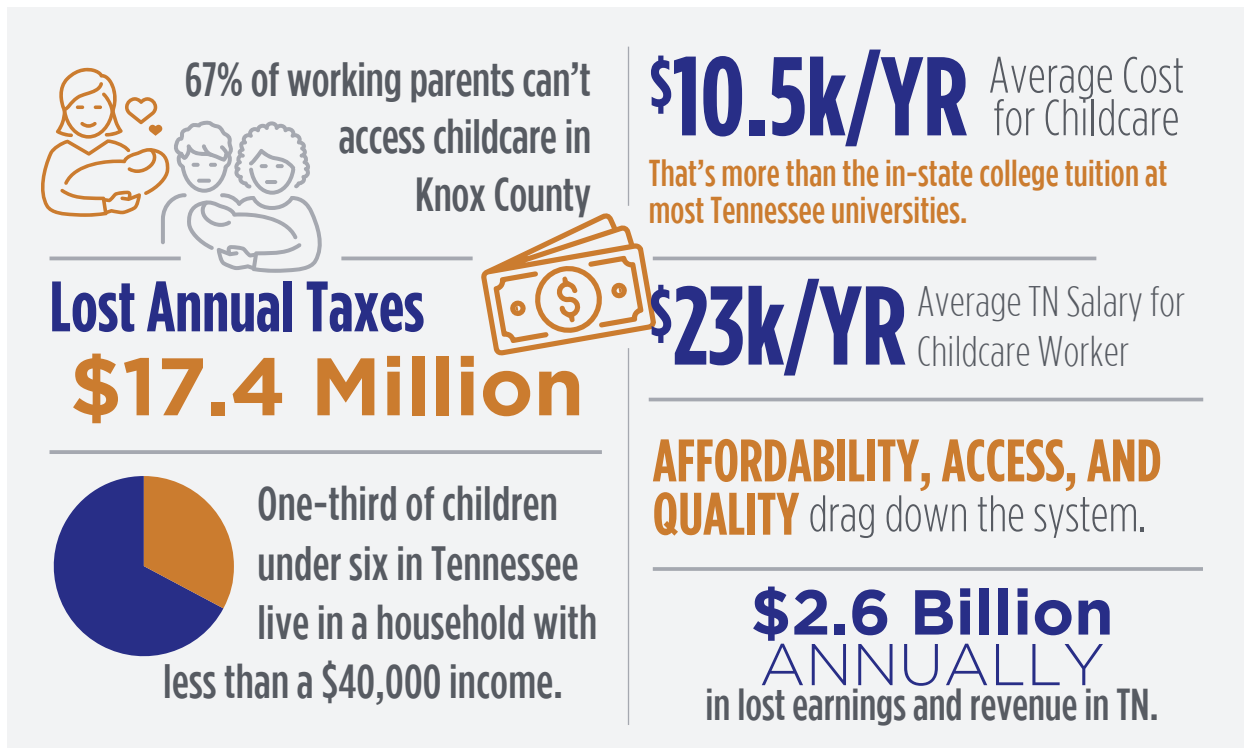 67% of working parents can't
access childcare in
Knox County
Lost Annual Taxes
$17.4 Million
One-third of children
under six in Tennessee
live in a household with
less than a $40,000 income.
$10.5k/YR Average Cost
for Childcare
That's more than the in-state college tuition at
most Tennessee universities.
$23k/YR Average TN Salary for
Childcare Worker
AFFORDABILITY, ACCESS, AND
QUALITY drag down the system.
$2.6 Billion
ANNUALLY
in lost earnings and revenue in TN.